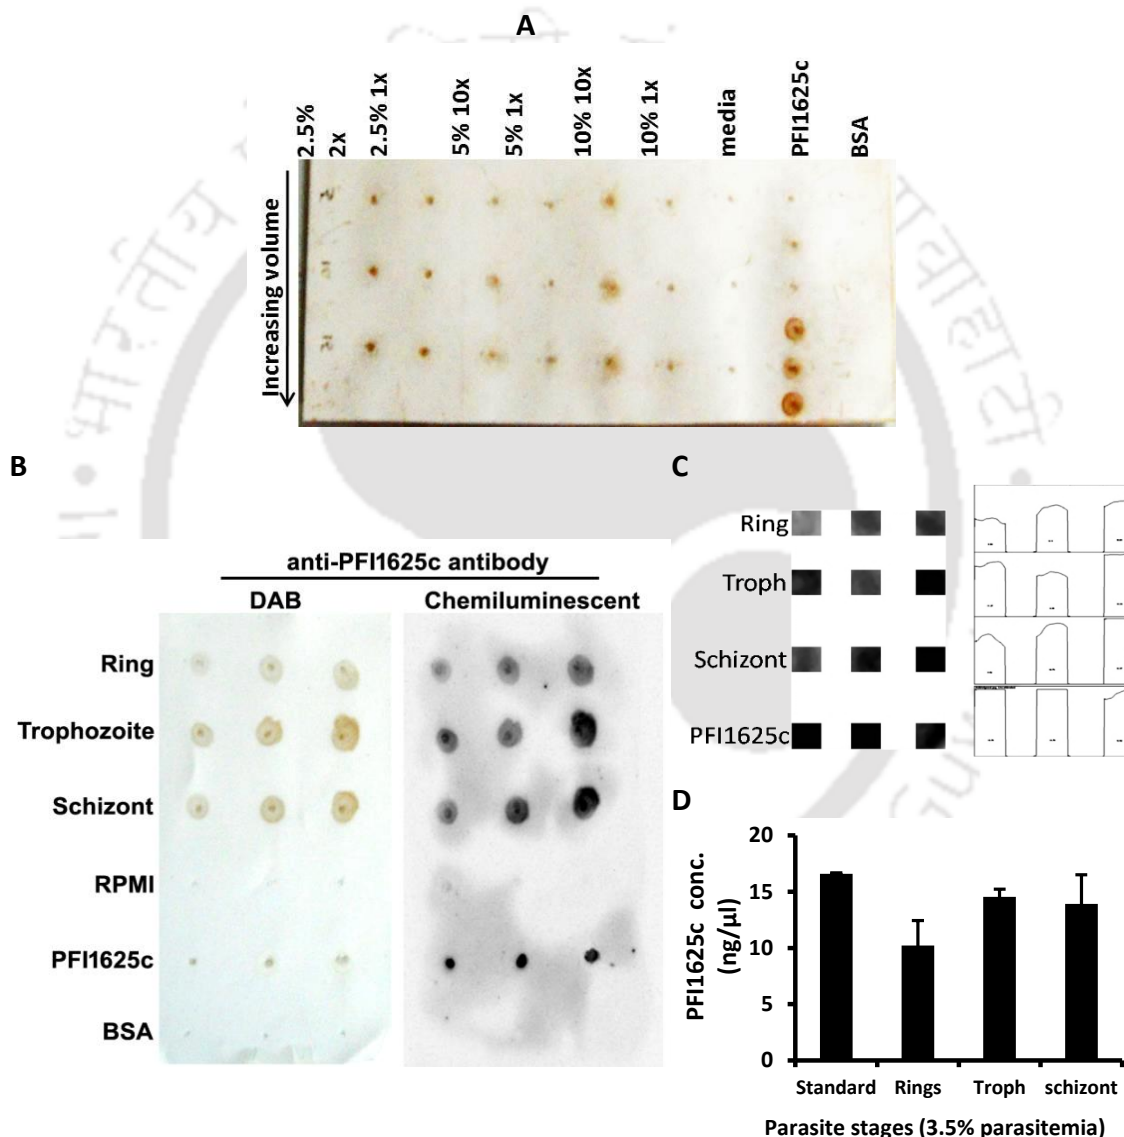 A
2.5%
2x
2.5% 1x
5% 10x
5% 1x
10% 10x
10% 1x
media
PFI1625c
BSA
Increasing volume
B
anti-PFI1625c antibody
DAB
Chemiluminescent
Ring
Trophozoite
Schizont
RPMI
PFI1625c
BSA
C
Ring
Troph
Schizont
PFI1625c
D
PFI1625c conc.
(ng/µl)
20
15
10
5
0
Standard Rings Troph schizont
Parasite stages (3.5% parasitemia)